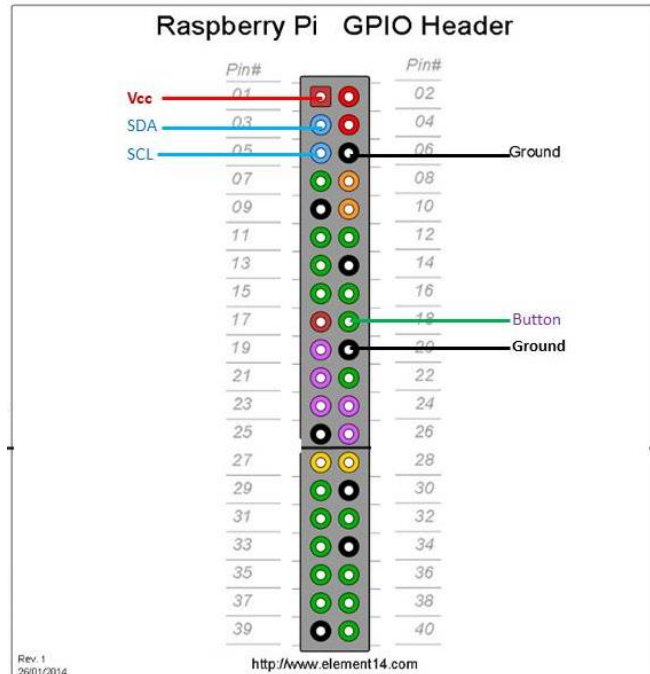 Raspberry Pi GPIO Header
Pin# Pin#
Vcc 01 02
SDA 03 04
SCL 05 06 Ground
07 08
09 10
11 12
13 14
15 16
17 18 Button
19 20 Ground
21 22
23 24
25 26
27 28
29 30
31 32
33 34
35 36
37 38
39 40
Rev. 1
26/01/2014 http://www.element14.com